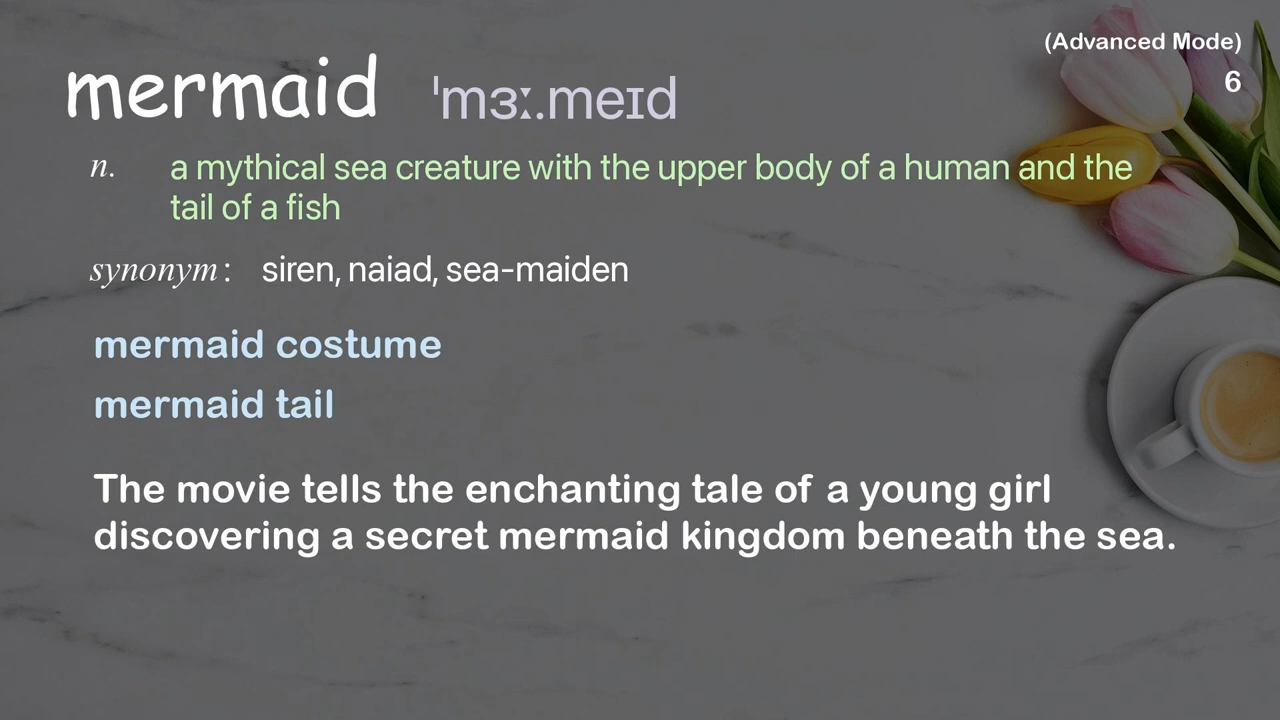 (Advanced Mode)
6
mermaid ˈmɜː.meɪd
n. a mythical sea creature with the upper body of a human and the
tail of a fish
synonym: siren, naiad, sea-maiden
mermaid costume
mermaid tail
The movie tells the enchanting tale of a young girl
discovering a secret mermaid kingdom beneath the sea.